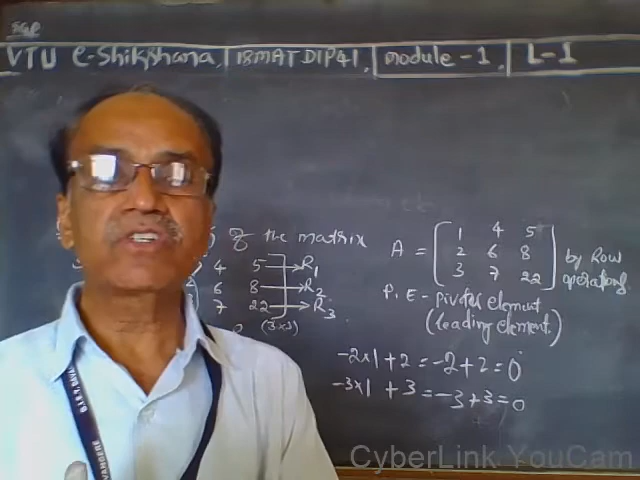 VTU e-Shikshana, 18MATDIP41, module-1, L-1
of the matrix
4 5 → R1
6 8 → R2
7 22 → R3
(3×3)
A = [ 1 4 5
2 6 8
3 7 22 ] by Row operations
P.E - Pivotal element
(leading element)
-2×1+2 = -2+2 = 0
-3×1 + 3 = -3+3 = 0
CyberLink YouCam